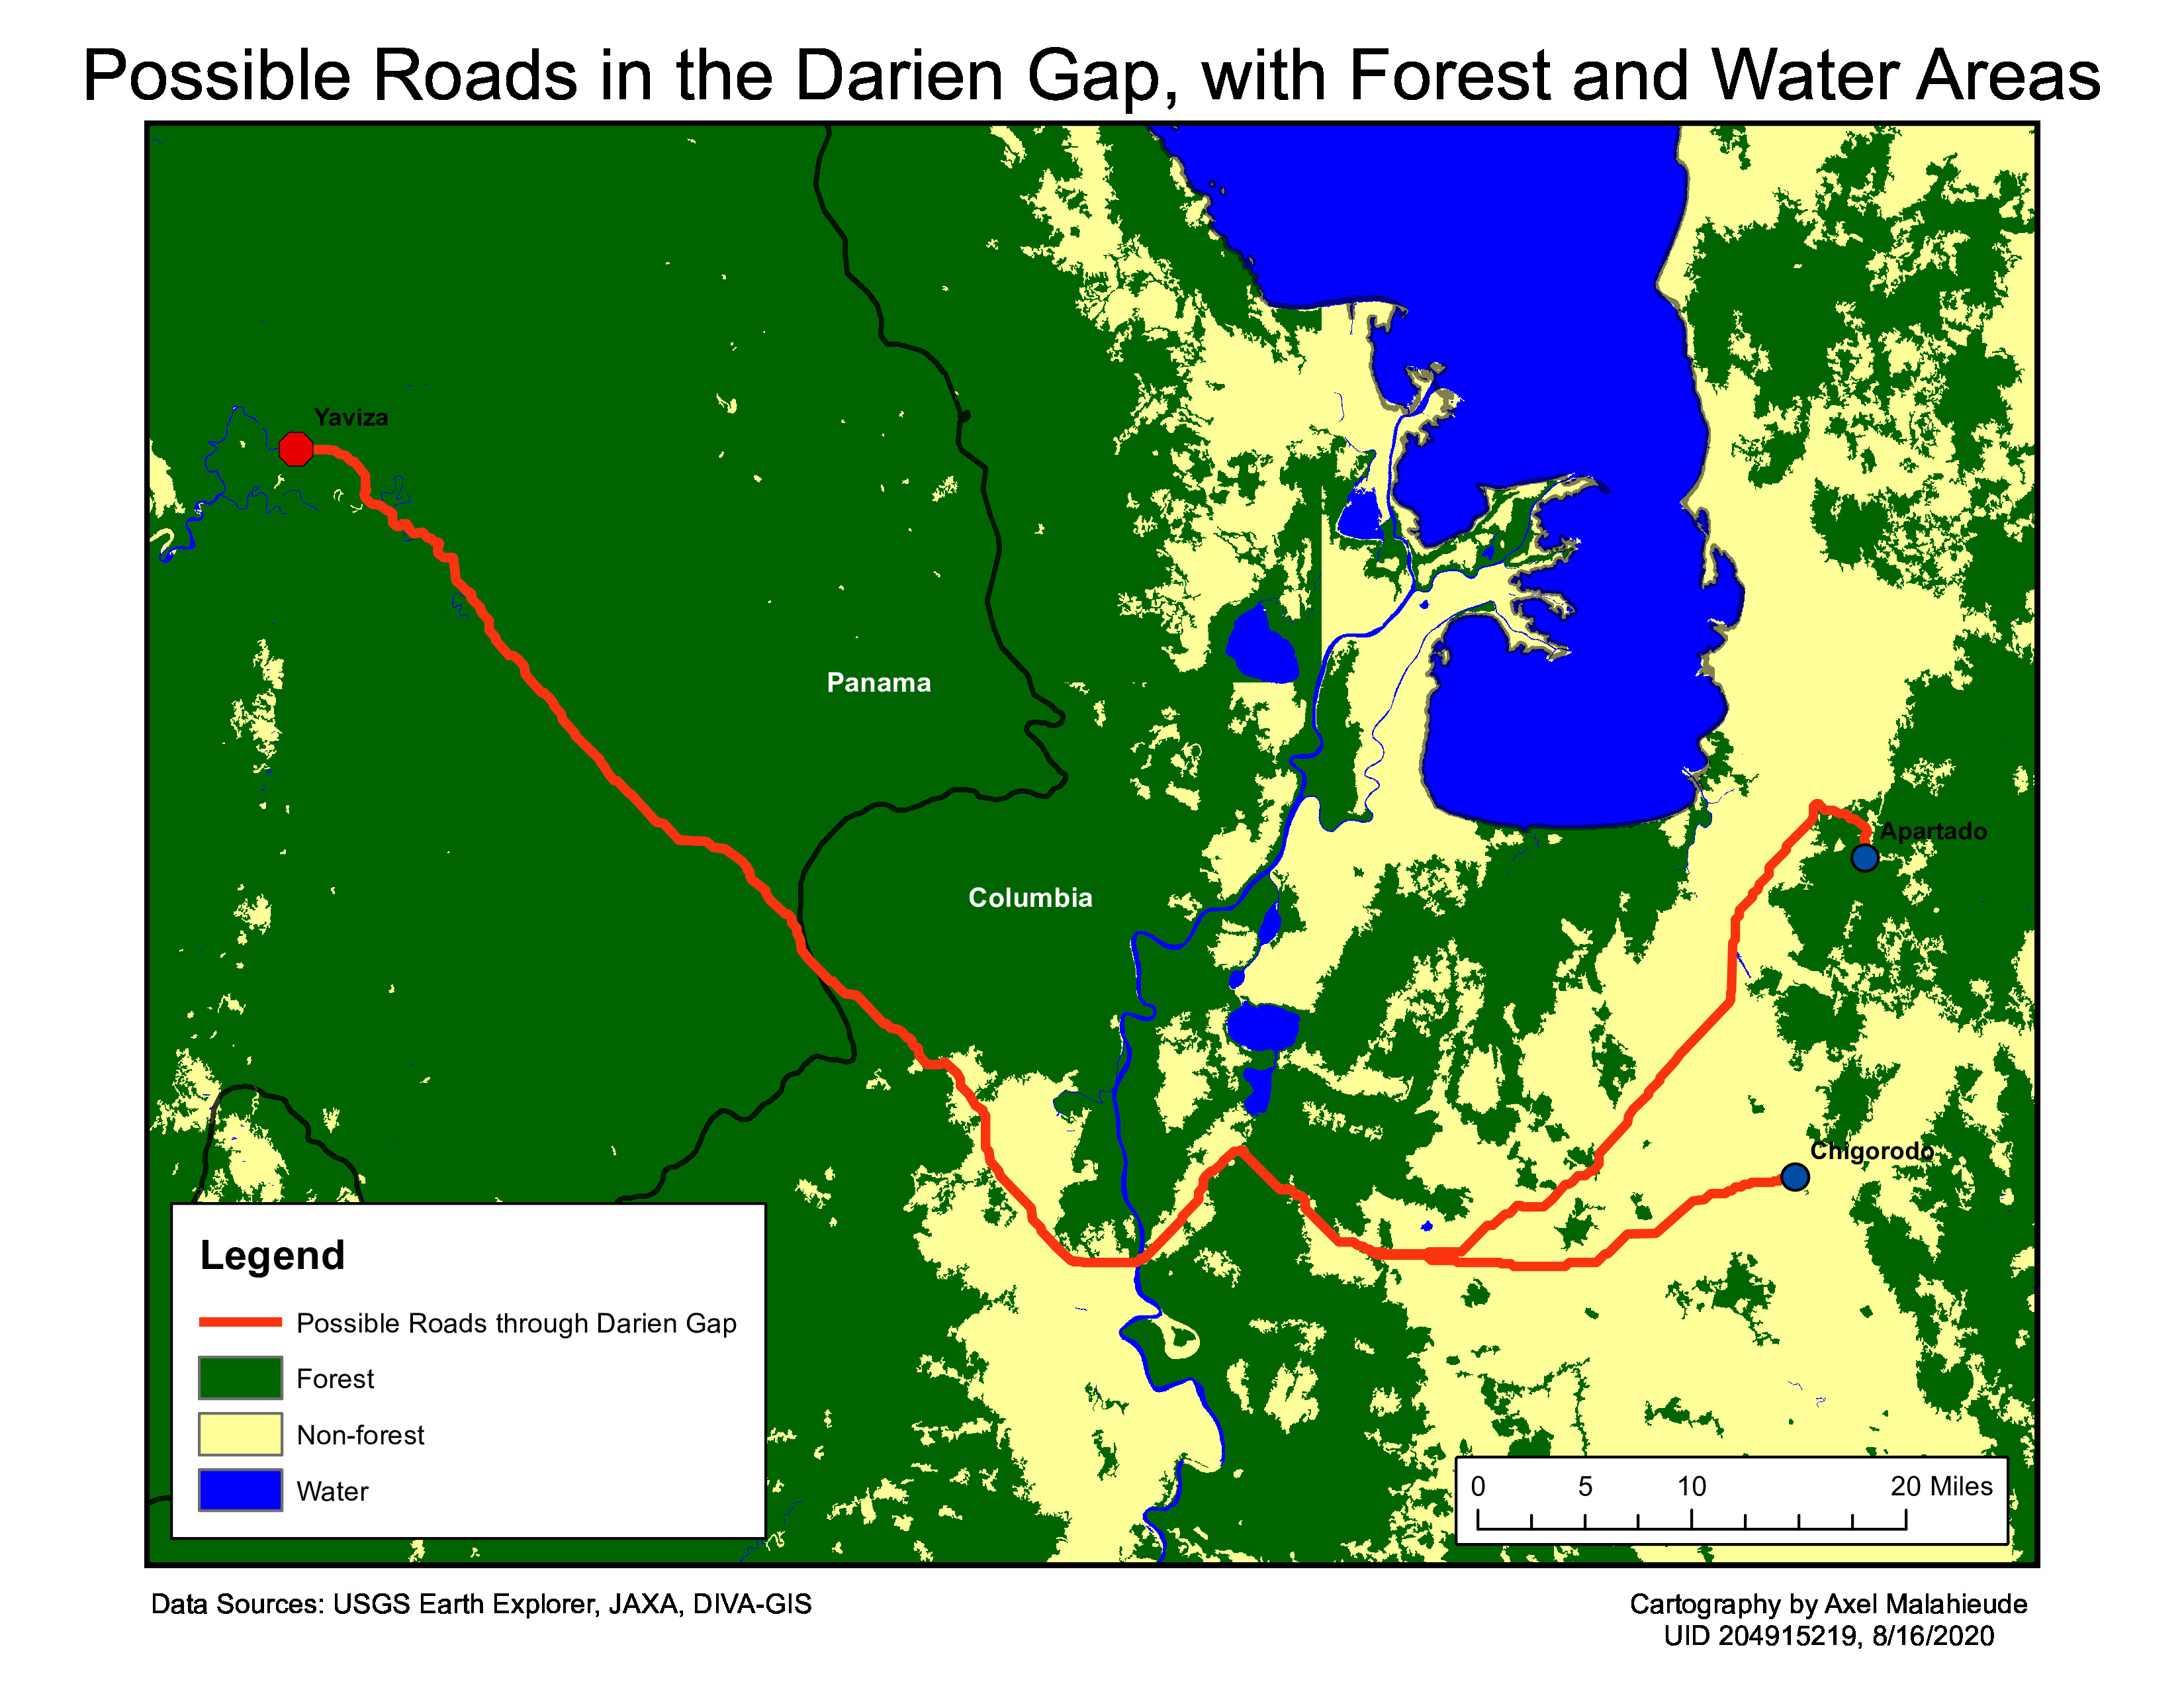 Possible Roads in the Darien Gap, with Forest and Water Areas
Yaviza
Panama
Apartado
Columbia
Chigorodo
Legend
Possible Roads through Darien Gap
Forest
Non-forest
Water
0 5 10 20 Miles
Data Sources: USGS Earth Explorer, JAXA, DIVA-GIS
Cartography by Axel Malahieude
UID 204915219, 8/16/2020